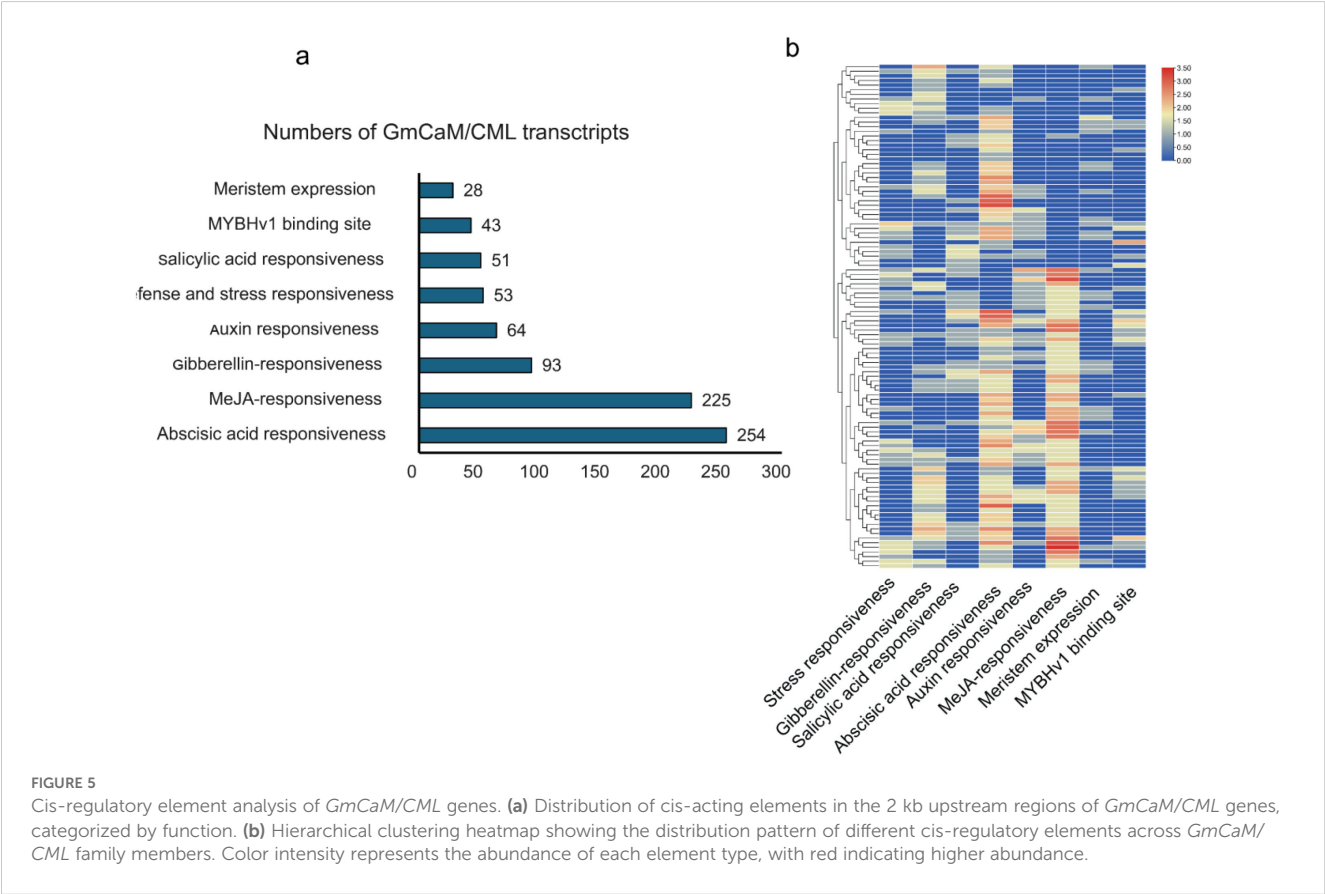 a
Numbers of GmCaM/CML transctripts
Meristem expression
28
MYBHv1 binding site
43
salicylic acid responsiveness
51
fense and stress responsiveness
53
Auxin responsiveness
64
Gibberellin-responsiveness
93
MeJA-responsiveness
225
Abscisic acid responsiveness
254
0 50 100 150 200 250 300
b
3.50
3.00
2.50
2.00
1.50
1.00
0.50
0.00
Stress responsiveness
Gibberellin-responsiveness
Salicylic acid responsiveness
Abscisic acid responsiveness
Auxin responsiveness
MeJA-responsiveness
Meristem expression
MYBHv1 binding site
FIGURE 5
Cis-regulatory element analysis of GmCaM/CML genes. (a) Distribution of cis-acting elements in the 2 kb upstream regions of GmCaM/CML genes,
categorized by function. (b) Hierarchical clustering heatmap showing the distribution pattern of different cis-regulatory elements across GmCaM/
CML family members. Color intensity represents the abundance of each element type, with red indicating higher abundance.